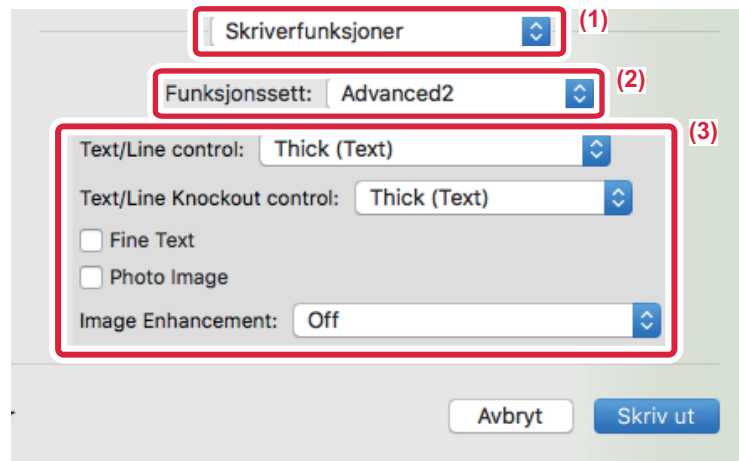 Skriverfunksjoner (1)
Funksjonssett: Advanced2 (2)
(3)
Text/Line control: Thick (Text)
Text/Line Knockout control: Thick (Text)
Fine Text
Photo Image
Image Enhancement: Off
Avbryt Skriv ut